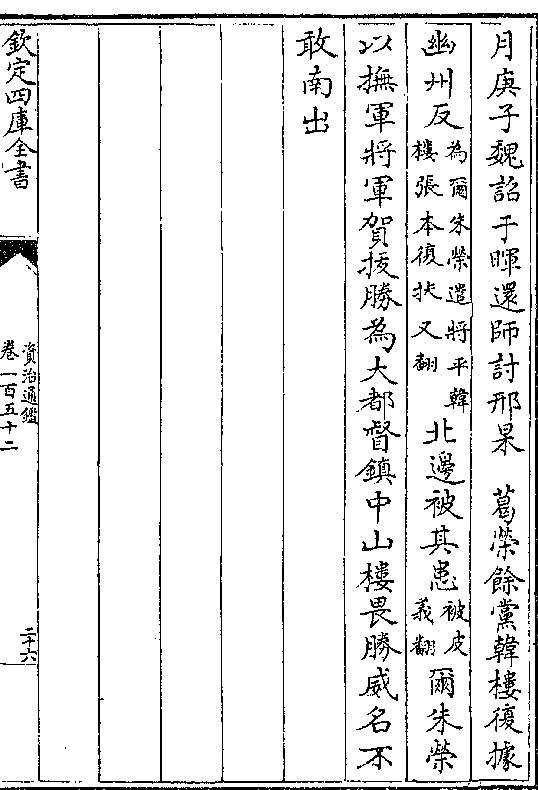 月庚子魏詔于暉還師討邢杲　葛榮餘黨韓樓復據
幽州反
為爾朱榮遣將平韓
樓張本復扶又翻
北邊被其患
被皮
義翻
爾朱榮
以撫軍將軍賀拔勝為大都督鎮中山樓畏勝威名不
敢南出
欽定四庫全書
資治通鑑
卷一百五十二
二十六